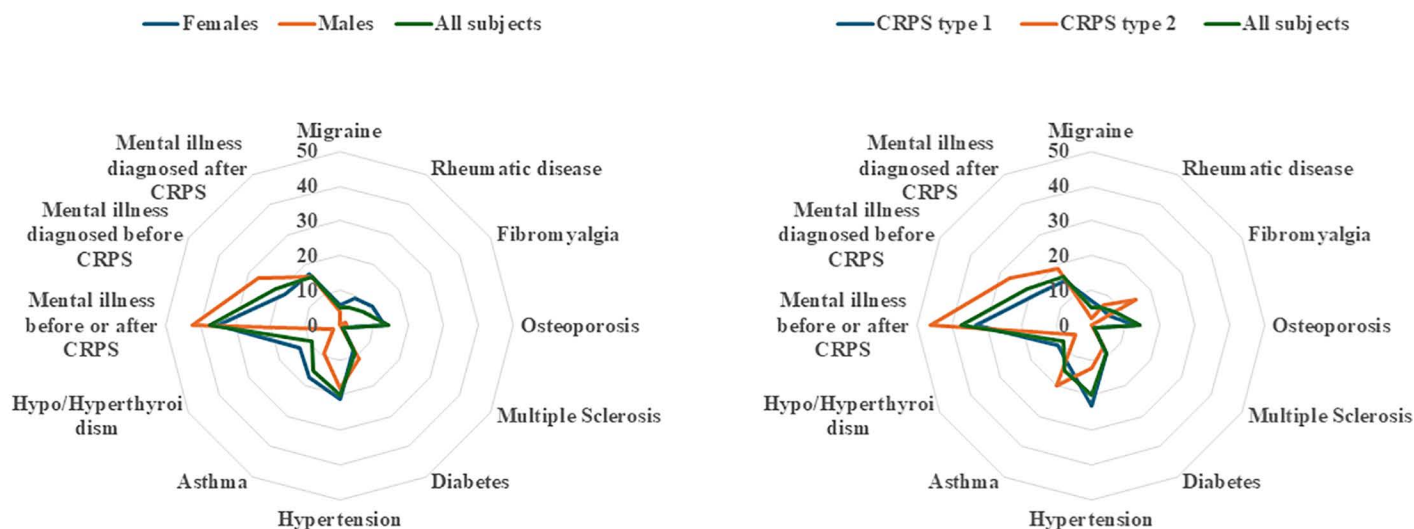 Females Males All subjects
Migraine
50
40
30
20
10
0
Rheumatic disease
Fibromyalgia
Osteoporosis
Multiple Sclerosis
Diabetes
Hypertension
Asthma
Hypo/Hyperthyroi
dism
Mental illness
before or after
CRPS
Mental illness
diagnosed before
CRPS
Mental illness
diagnosed after
CRPS
CRPS type 1 CRPS type 2 All subjects
Migraine
50
40
30
20
10
0
Rheumatic disease
Fibromyalgia
Osteoporosis
Multiple Sclerosis
Diabetes
Hypertension
Asthma
Hypo/Hyperthyroi
dism
Mental illness
before or after
CRPS
Mental illness
diagnosed before
CRPS
Mental illness
diagnosed after
CRPS